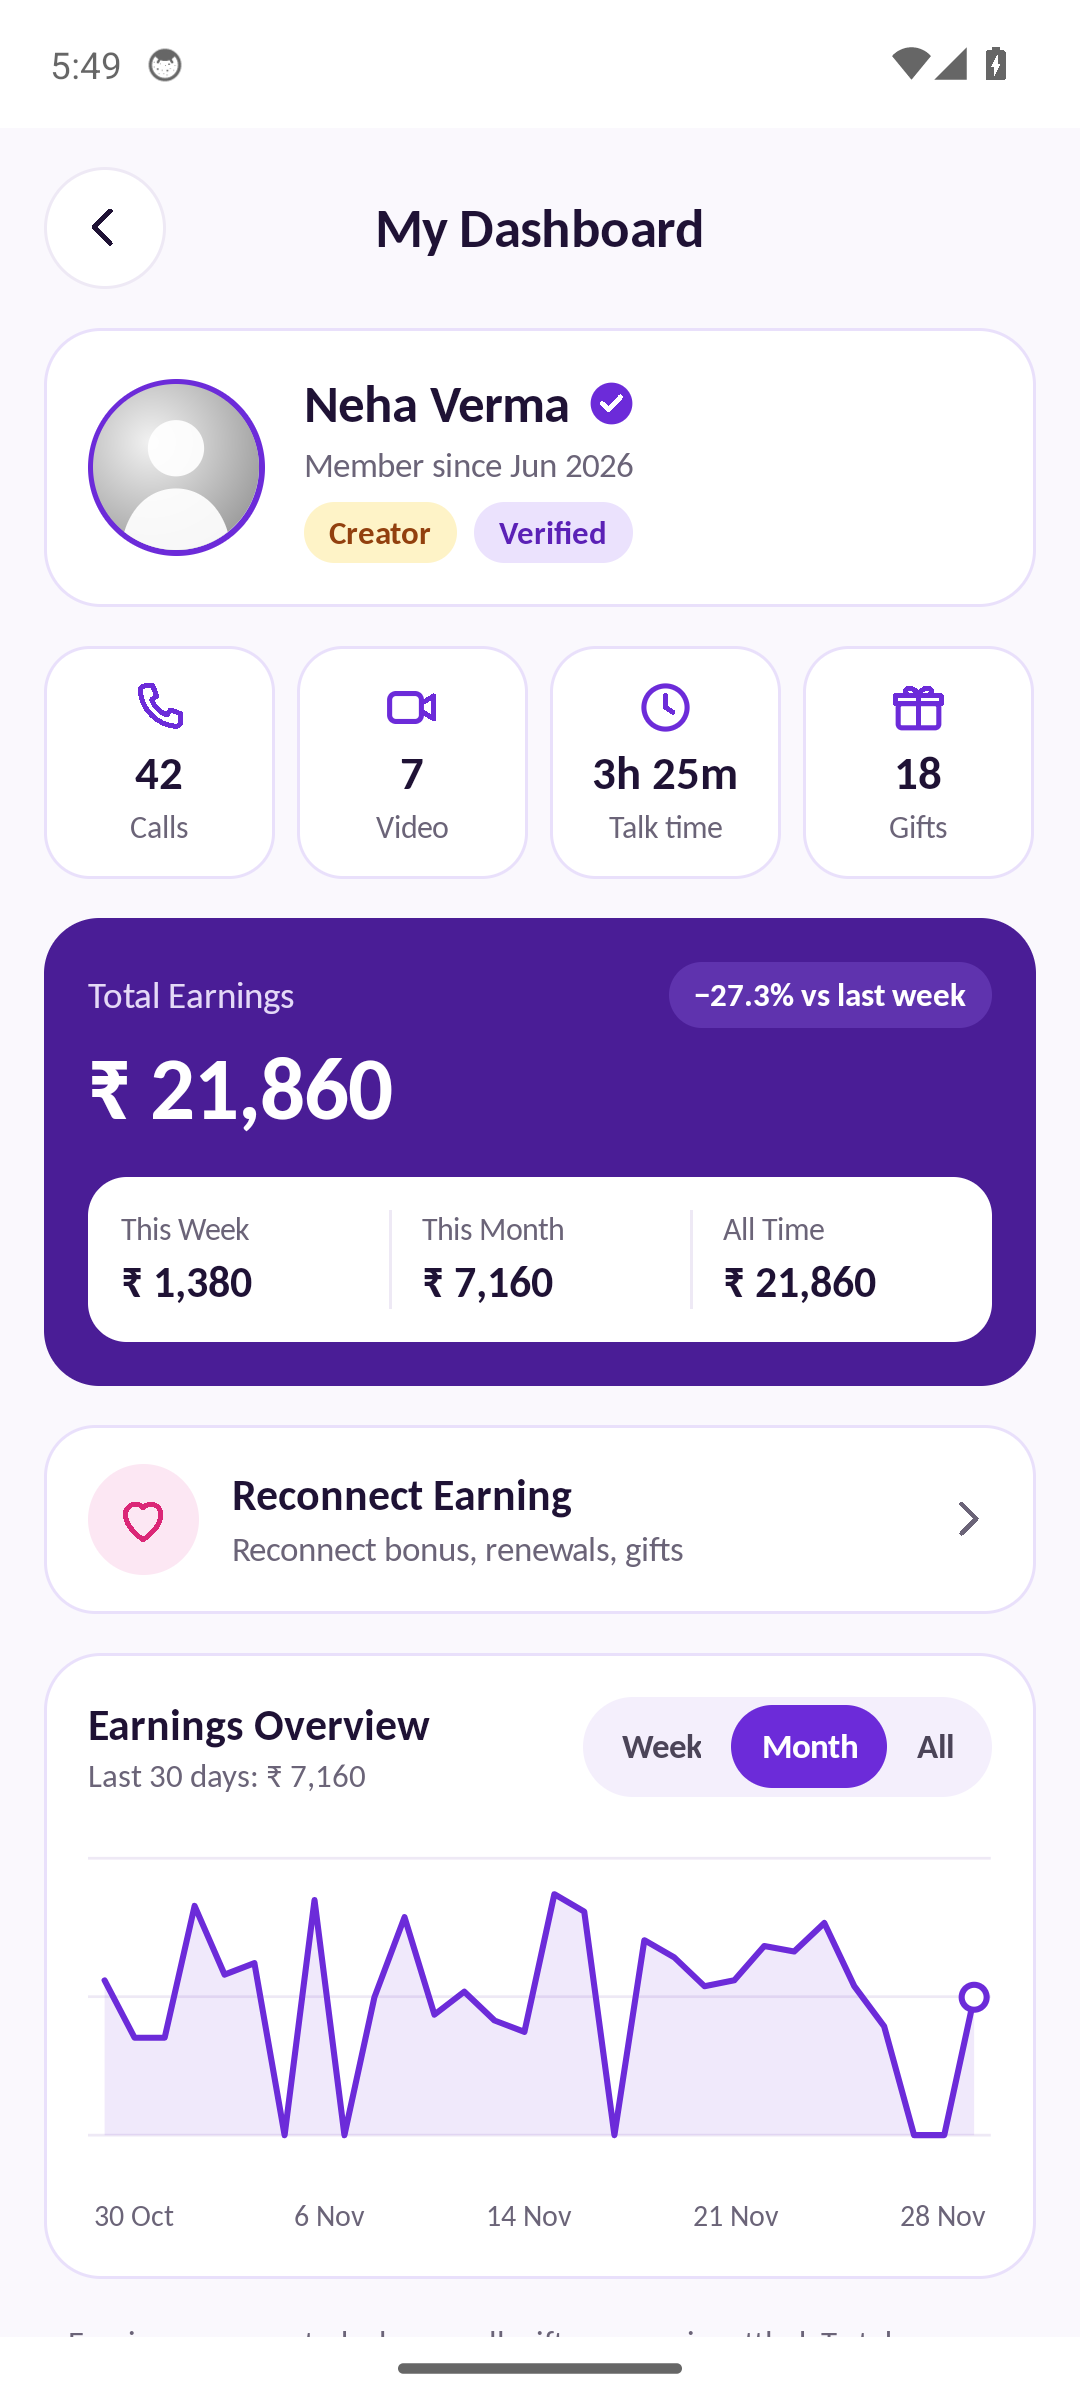 5:49
My Dashboard
Neha Verma
Member since Jun 2026
Creator Verified
42 7 3h 25m 18
Calls Video Talk time Gifts
Total Earnings −27.3% vs last week
₹ 21,860
This Week This Month All Time
₹ 1,380 ₹ 7,160 ₹ 21,860
Reconnect Earning
Reconnect bonus, renewals, gifts
Earnings Overview
Week Month All
Last 30 days: ₹ 7,160
30 Oct 6 Nov 14 Nov 21 Nov 28 Nov